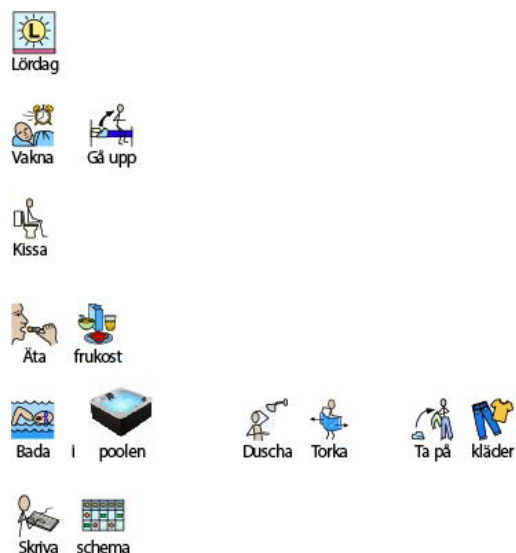 L
Lördag
Vakna Gå upp
Kissa
Äta frukost
Bada i poolen Duscha Torka Ta på kläder
Skriva schema